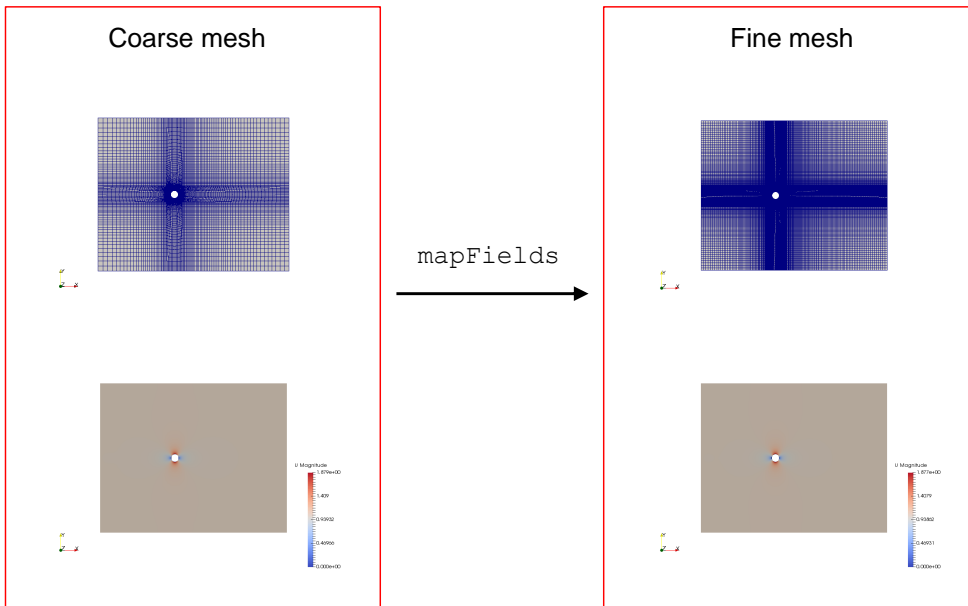 Coarse mesh
Fine mesh
Y
Z X
Y
Z X
mapFields
U Magnitude
1.879e+00
1.409
0.93932
0.46966
0.000e+00
Y
Z X
U Magnitude
1.877e+00
1.4079
0.93862
0.46931
0.000e+00
Y
Z X